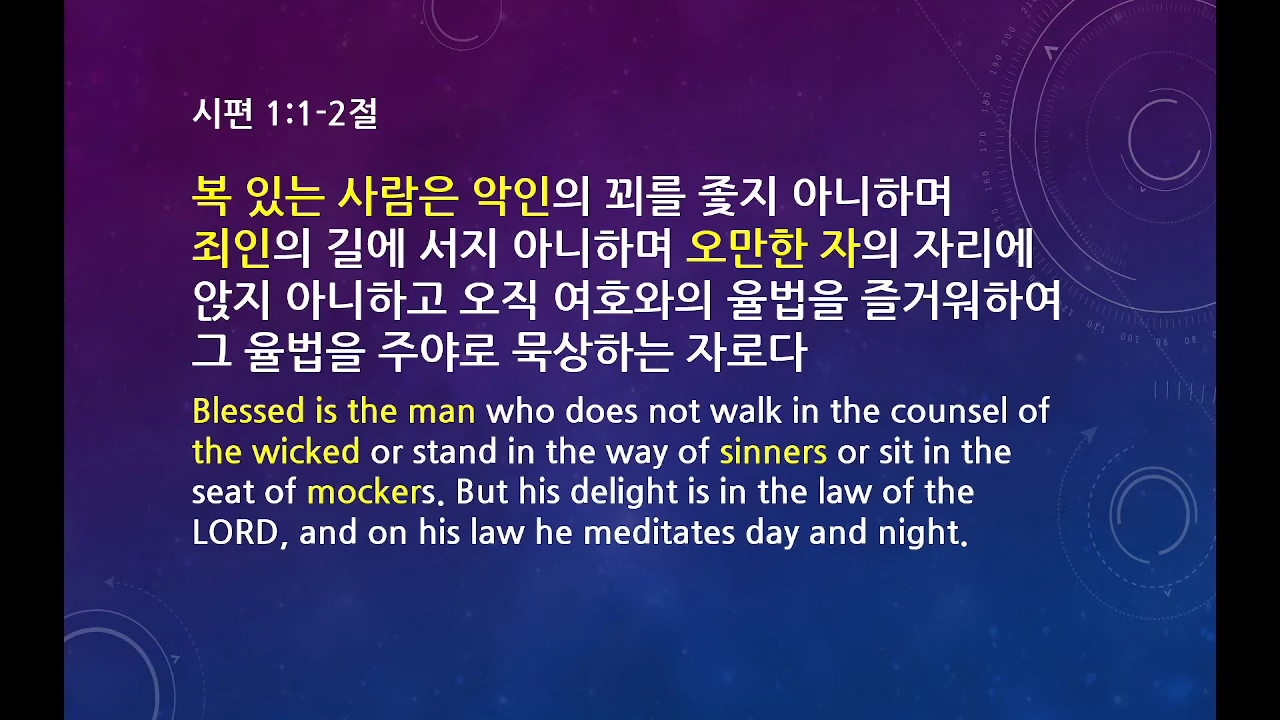 시편 1:1-2절
복 있는 사람은 악인의 꾀를 좇지 아니하며
죄인의 길에 서지 아니하며 오만한 자의 자리에
앉지 아니하고 오직 여호와의 율법을 즐거워하여
그 율법을 주야로 묵상하는 자로다
Blessed is the man who does not walk in the counsel of
the wicked or stand in the way of sinners or sit in the
seat of mockers. But his delight is in the law of the
LORD, and on his law he meditates day and night.